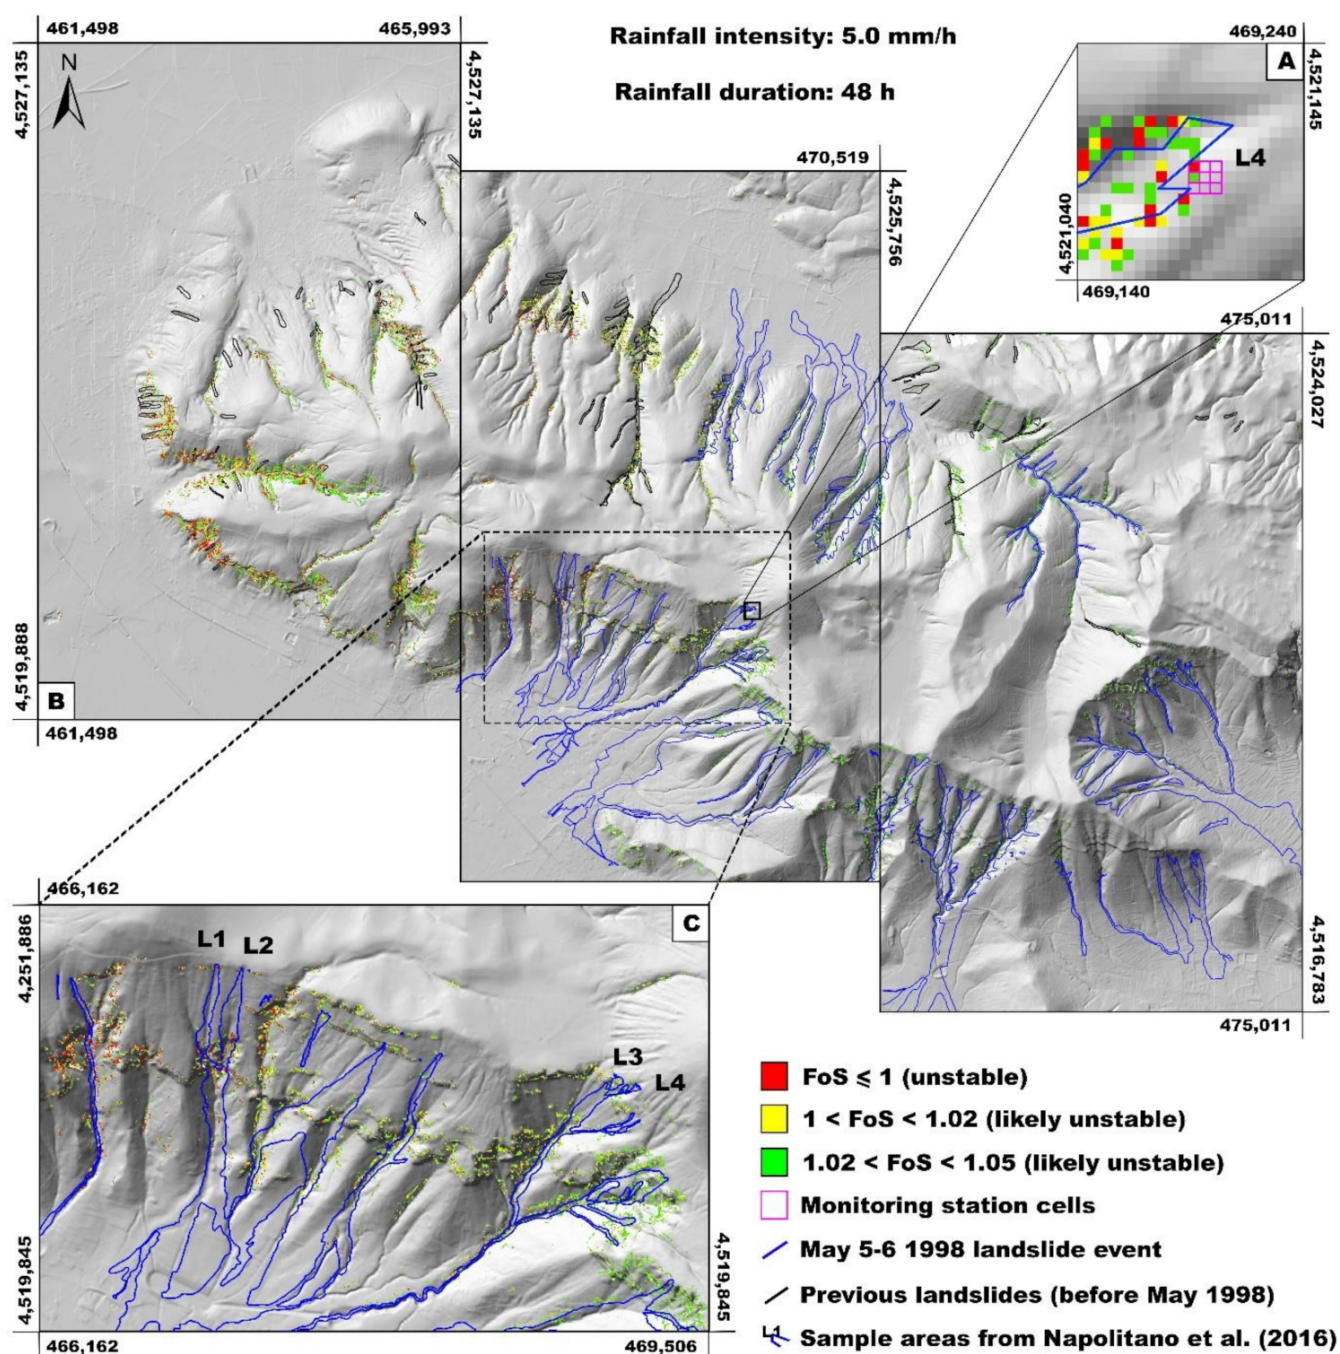 461,498
465,993
Rainfall intensity: 5.0 mm/h
469,240
N
A
4,527,135
4,527,135
4,521,145
Rainfall duration: 48 h
L4
470,519
4,525,756
4,521,040
469,140
475,011
4,524,027
4,519,888
B
461,498
466,162
4,251,886
C
L1
L2
4,516,783
475,011
L3
L4
FoS ⩽ 1 (unstable)
1 < FoS < 1.02 (likely unstable)
1.02 < FoS < 1.05 (likely unstable)
Monitoring station cells
May 5-6 1998 landslide event
4,519,845
4,519,845
Previous landslides (before May 1998)
L1
Sample areas from Napolitano et al. (2016)
466,162
469,506